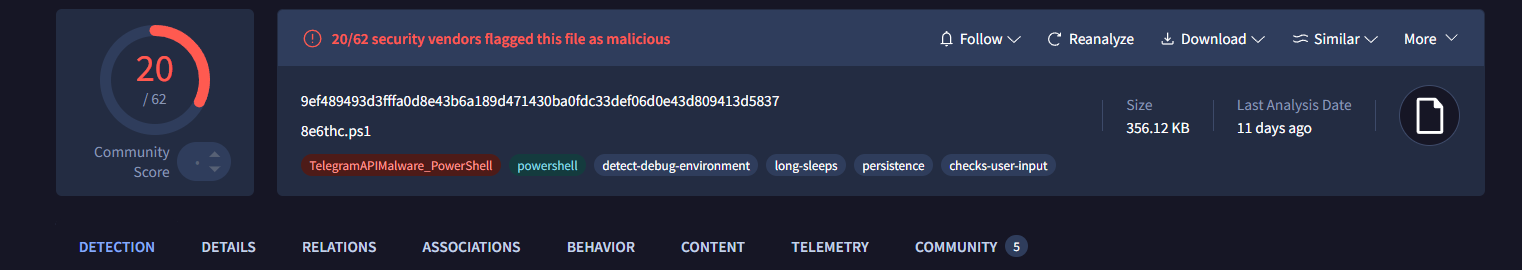 20
/ 62
Community
Score
20/62 security vendors flagged this file as malicious
Follow
Reanalyze
Download
Similar
More
9ef489493d3fffa0d8e43b6a189d471430ba0fdc33def06d0e43d809413d5837
8e6thc.ps1
TelegramAPIMalware_PowerShell
powershell
detect-debug-environment
long-sleeps
persistence
checks-user-input
Size
356.12 KB
Last Analysis Date
11 days ago
DETECTION
DETAILS
RELATIONS
ASSOCIATIONS
BEHAVIOR
CONTENT
TELEMETRY
COMMUNITY 5